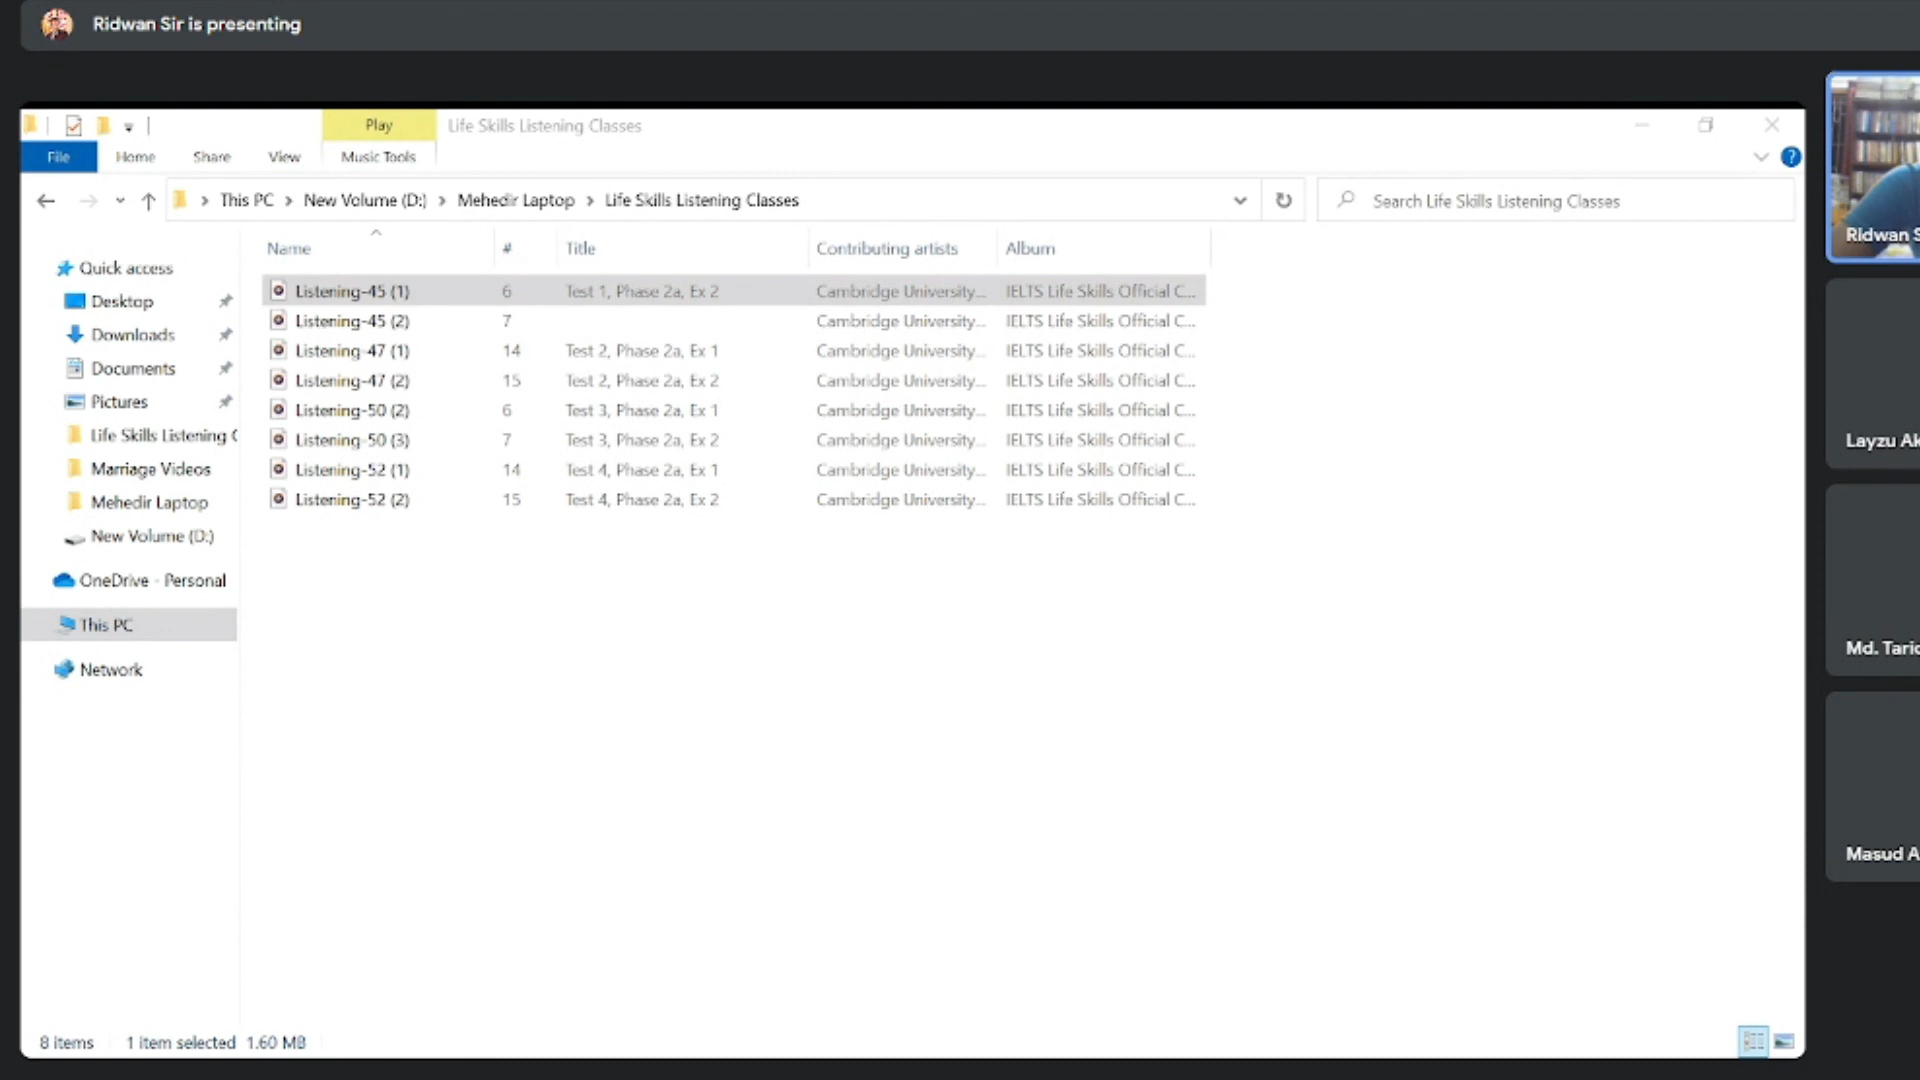 Ridwan Sir is presenting
Play Life Skills Listening Classes
File Home Share View Music Tools
This PC > New Volume (D:) > Mehedir Laptop > Life Skills Listening Classes
Search Life Skills Listening Classes
Name # Title Contributing artists Album
Listening-45 (1) 6 Test 1, Phase 2a, Ex 2 Cambridge University... IELTS Life Skills Official C...
Listening-45 (2) 7 Cambridge University... IELTS Life Skills Official C...
Listening-47 (1) 14 Test 2, Phase 2a, Ex 1 Cambridge University... IELTS Life Skills Official C...
Listening-47 (2) 15 Test 2, Phase 2a, Ex 2 Cambridge University... IELTS Life Skills Official C...
Listening-50 (2) 6 Test 3, Phase 2a, Ex 1 Cambridge University... IELTS Life Skills Official C...
Listening-50 (3) 7 Test 3, Phase 2a, Ex 2 Cambridge University... IELTS Life Skills Official C...
Listening-52 (1) 14 Test 4, Phase 2a, Ex 1 Cambridge University... IELTS Life Skills Official C...
Listening-52 (2) 15 Test 4, Phase 2a, Ex 2 Cambridge University... IELTS Life Skills Official C...
Quick access
Desktop
Downloads
Documents
Pictures
Life Skills Listening C
Marriage Videos
Mehedir Laptop
New Volume (D:)
OneDrive - Personal
This PC
Network
8 items 1 item selected 1.60 MB
Ridwan S
Layzu Ak
Md. Taric
Masud A